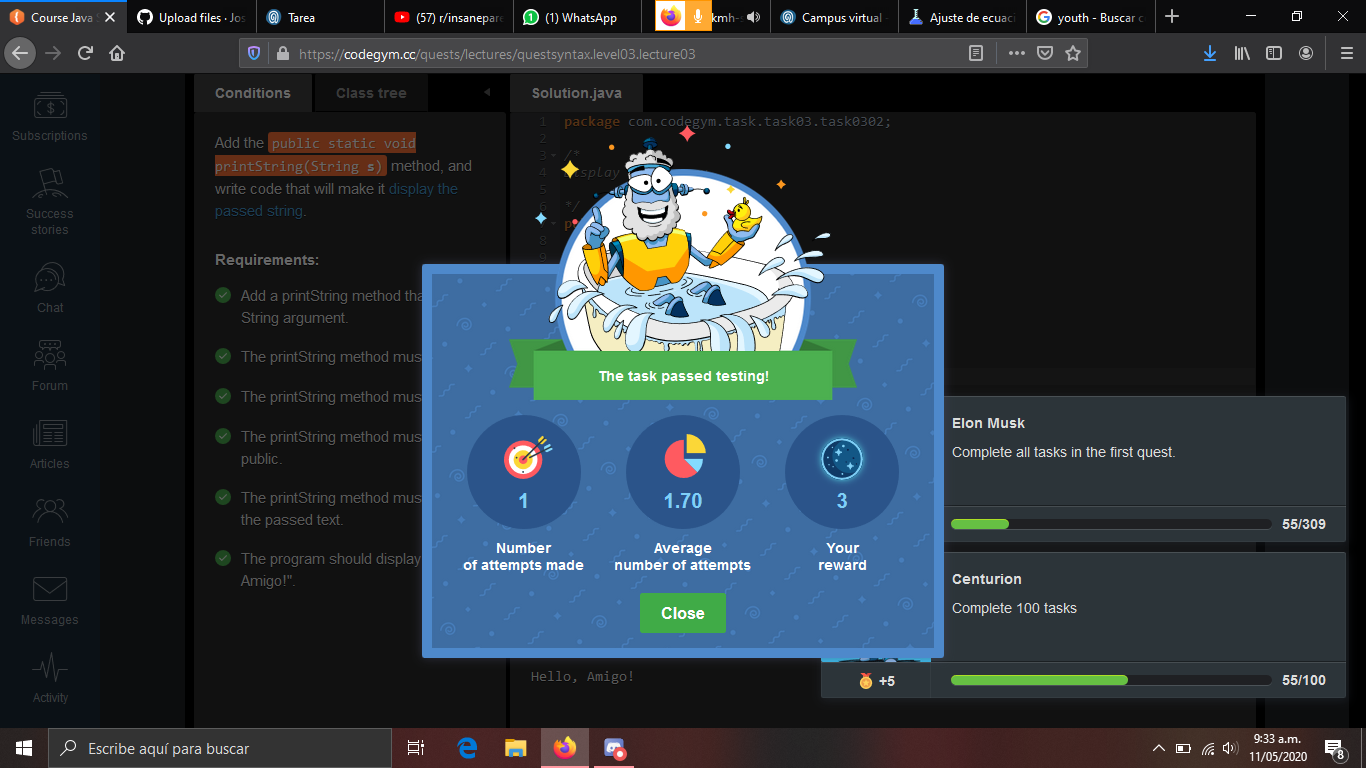 Course Java S
Upload files · Jos
Tarea
(57) r/insanepare
(1) WhatsApp
kmh-
Campus virtual
Ajuste de ecuaci
youth - Buscar c
https://codegym.cc/quests/lectures/questsyntax.level03.lecture03
Subscriptions
Success
stories
Chat
Forum
Articles
Friends
Messages
Activity
Conditions
Class tree
Add the public static void
printString(String s) method, and
write code that will make it display the
passed string.
Requirements:
Add a printString method tha
String argument.
The printString method mus
The printString method mus
The printString method mus
public.
The printString method mus
the passed text.
The program should display
Amigo!".
Solution.java
1 package com.codegym.task.task03.task0302;
2
3 /*
4 isplay
5
6 */
7 p
8
9
The task passed testing!
1
Number
of attempts made
1.70
Average
number of attempts
3
Your
reward
Close
Hello, Amigo!
Elon Musk
Complete all tasks in the first quest.
55/309
Centurion
Complete 100 tasks
+5
55/100
Escribe aquí para buscar
9:33 a.m.
11/05/2020
8